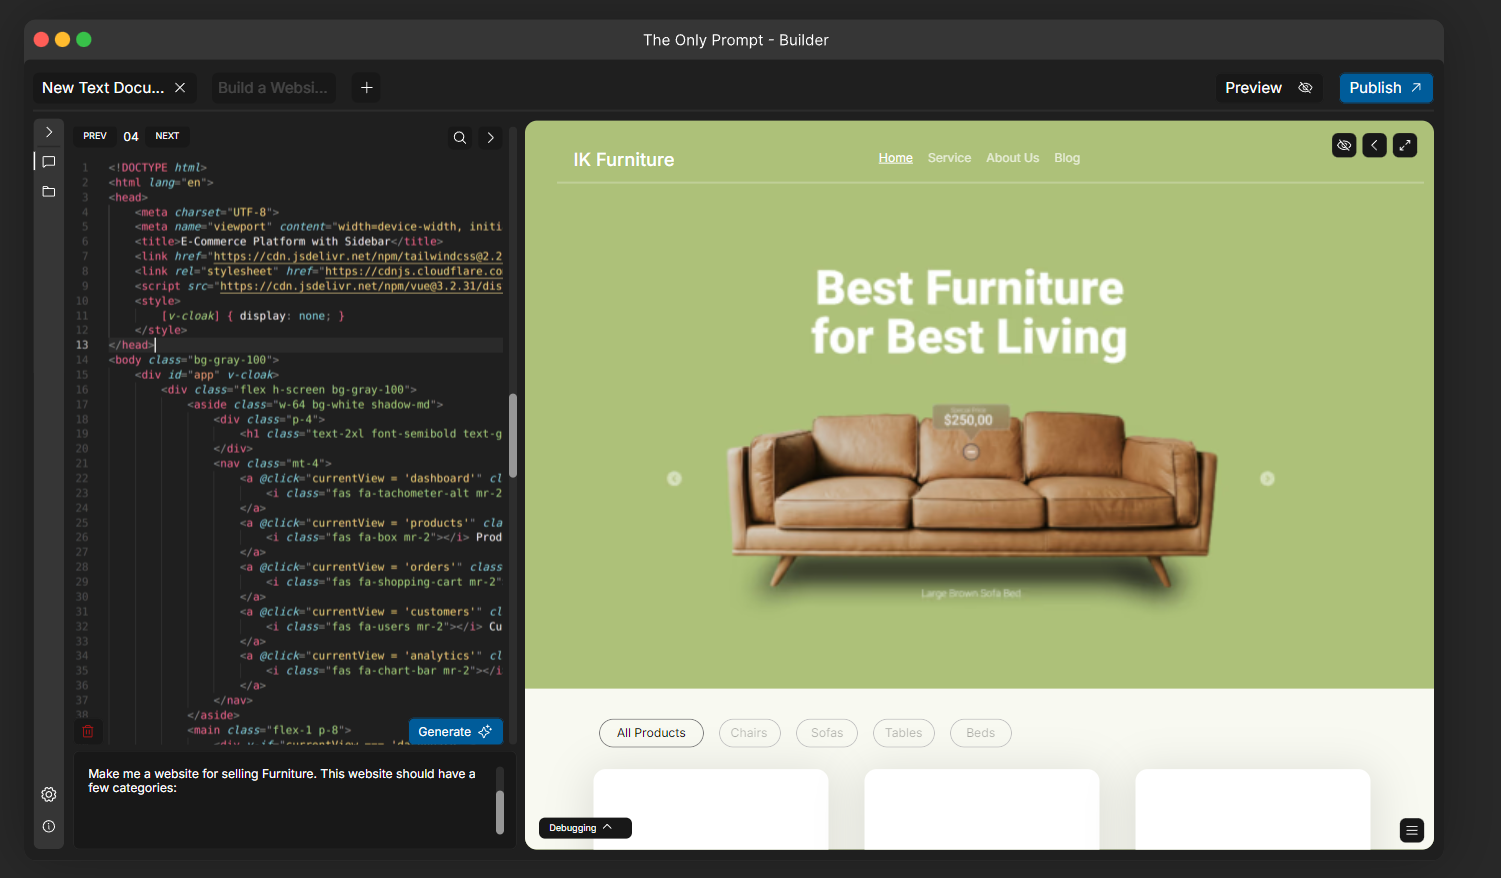 The Only Prompt - Builder
New Text Docu...
Build a Websi...
Preview
Publish
PREV 04 NEXT
1 <!DOCTYPE html>
2 <html lang="en">
3 <head>
4 <meta charset="UTF-8">
5 <meta name="viewport" content="width=device-width, initi
6 <title>E-Commerce Platform with Sidebar</title>
7 <link href="https://cdn.jsdelivr.net/npm/tailwindcss@2.2
8 <link rel="stylesheet" href="https://cdnjs.cloudflare.co
9 <script src="https://cdn.jsdelivr.net/npm/vue@3.2.31/dis
10 <style>
11 [v-cloak] { display: none; }
12 </style>
13 </head>
14 <body class="bg-gray-100">
15 <div id="app" v-cloak>
16 <div class="flex h-screen bg-gray-100">
17 <aside class="w-64 bg-white shadow-md">
18 <div class="p-4">
19 <h1 class="text-2xl font-semibold text-g
20 </div>
21 <nav class="mt-4">
22 <a @click="currentView = 'dashboard'" cl
23 <i class="fas fa-tachometer-alt mr-2
24 </a>
25 <a @click="currentView = 'products'" cla
26 <i class="fas fa-box mr-2"></i> Prod
27 </a>
28 <a @click="currentView = 'orders'" class
29 <i class="fas fa-shopping-cart mr-2"
30 </a>
31 <a @click="currentView = 'customers'" cl
32 <i class="fas fa-users mr-2"></i> Cu
33 </a>
34 <a @click="currentView = 'analytics'" cl
35 <i class="fas fa-chart-bar mr-2"></i
36 </a>
37 </nav>
38 </aside>
<main class="flex-1 p-8">
Generate
Make me a website for selling Furniture. This website should have a
few categories:
IK Furniture
Home Service About Us Blog
Best Furniture
for Best Living
Special Price
$250,00
Large Brown Sofa Bed
All Products Chairs Sofas Tables Beds
Debugging